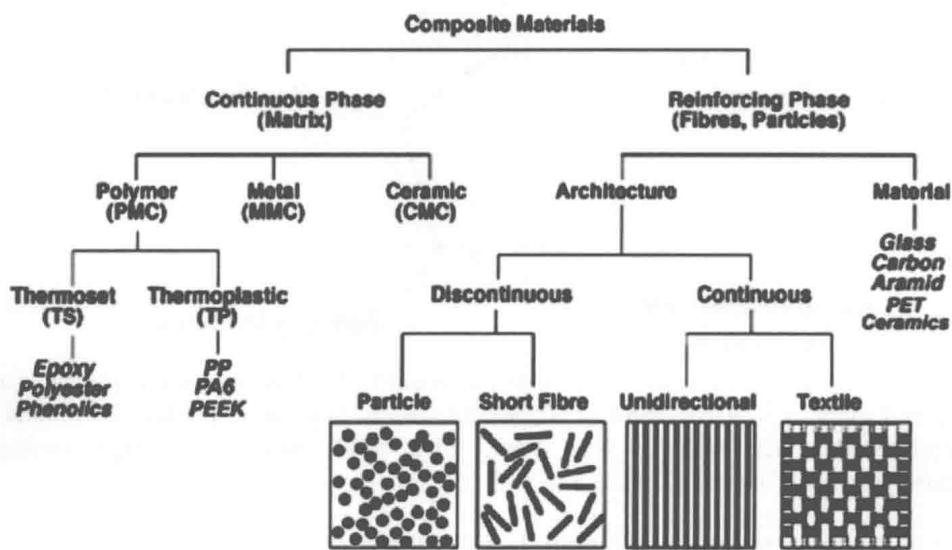 Composite Materials
Continuous Phase
(Matrix)
Reinforcing Phase
(Fibres, Particles)
Polymer
(PMC)
Metal
(MMC)
Ceramic
(CMC)
Architecture
Material
Glass
Carbon
Aramid
PET
Ceramics
Thermoset
(TS)
Thermoplastic
(TP)
Discontinuous
Continuous
Epoxy
Polyester
Phenolics
PP
PA6
PEEK
Particle
Short Fibre
Unidirectional
Textile